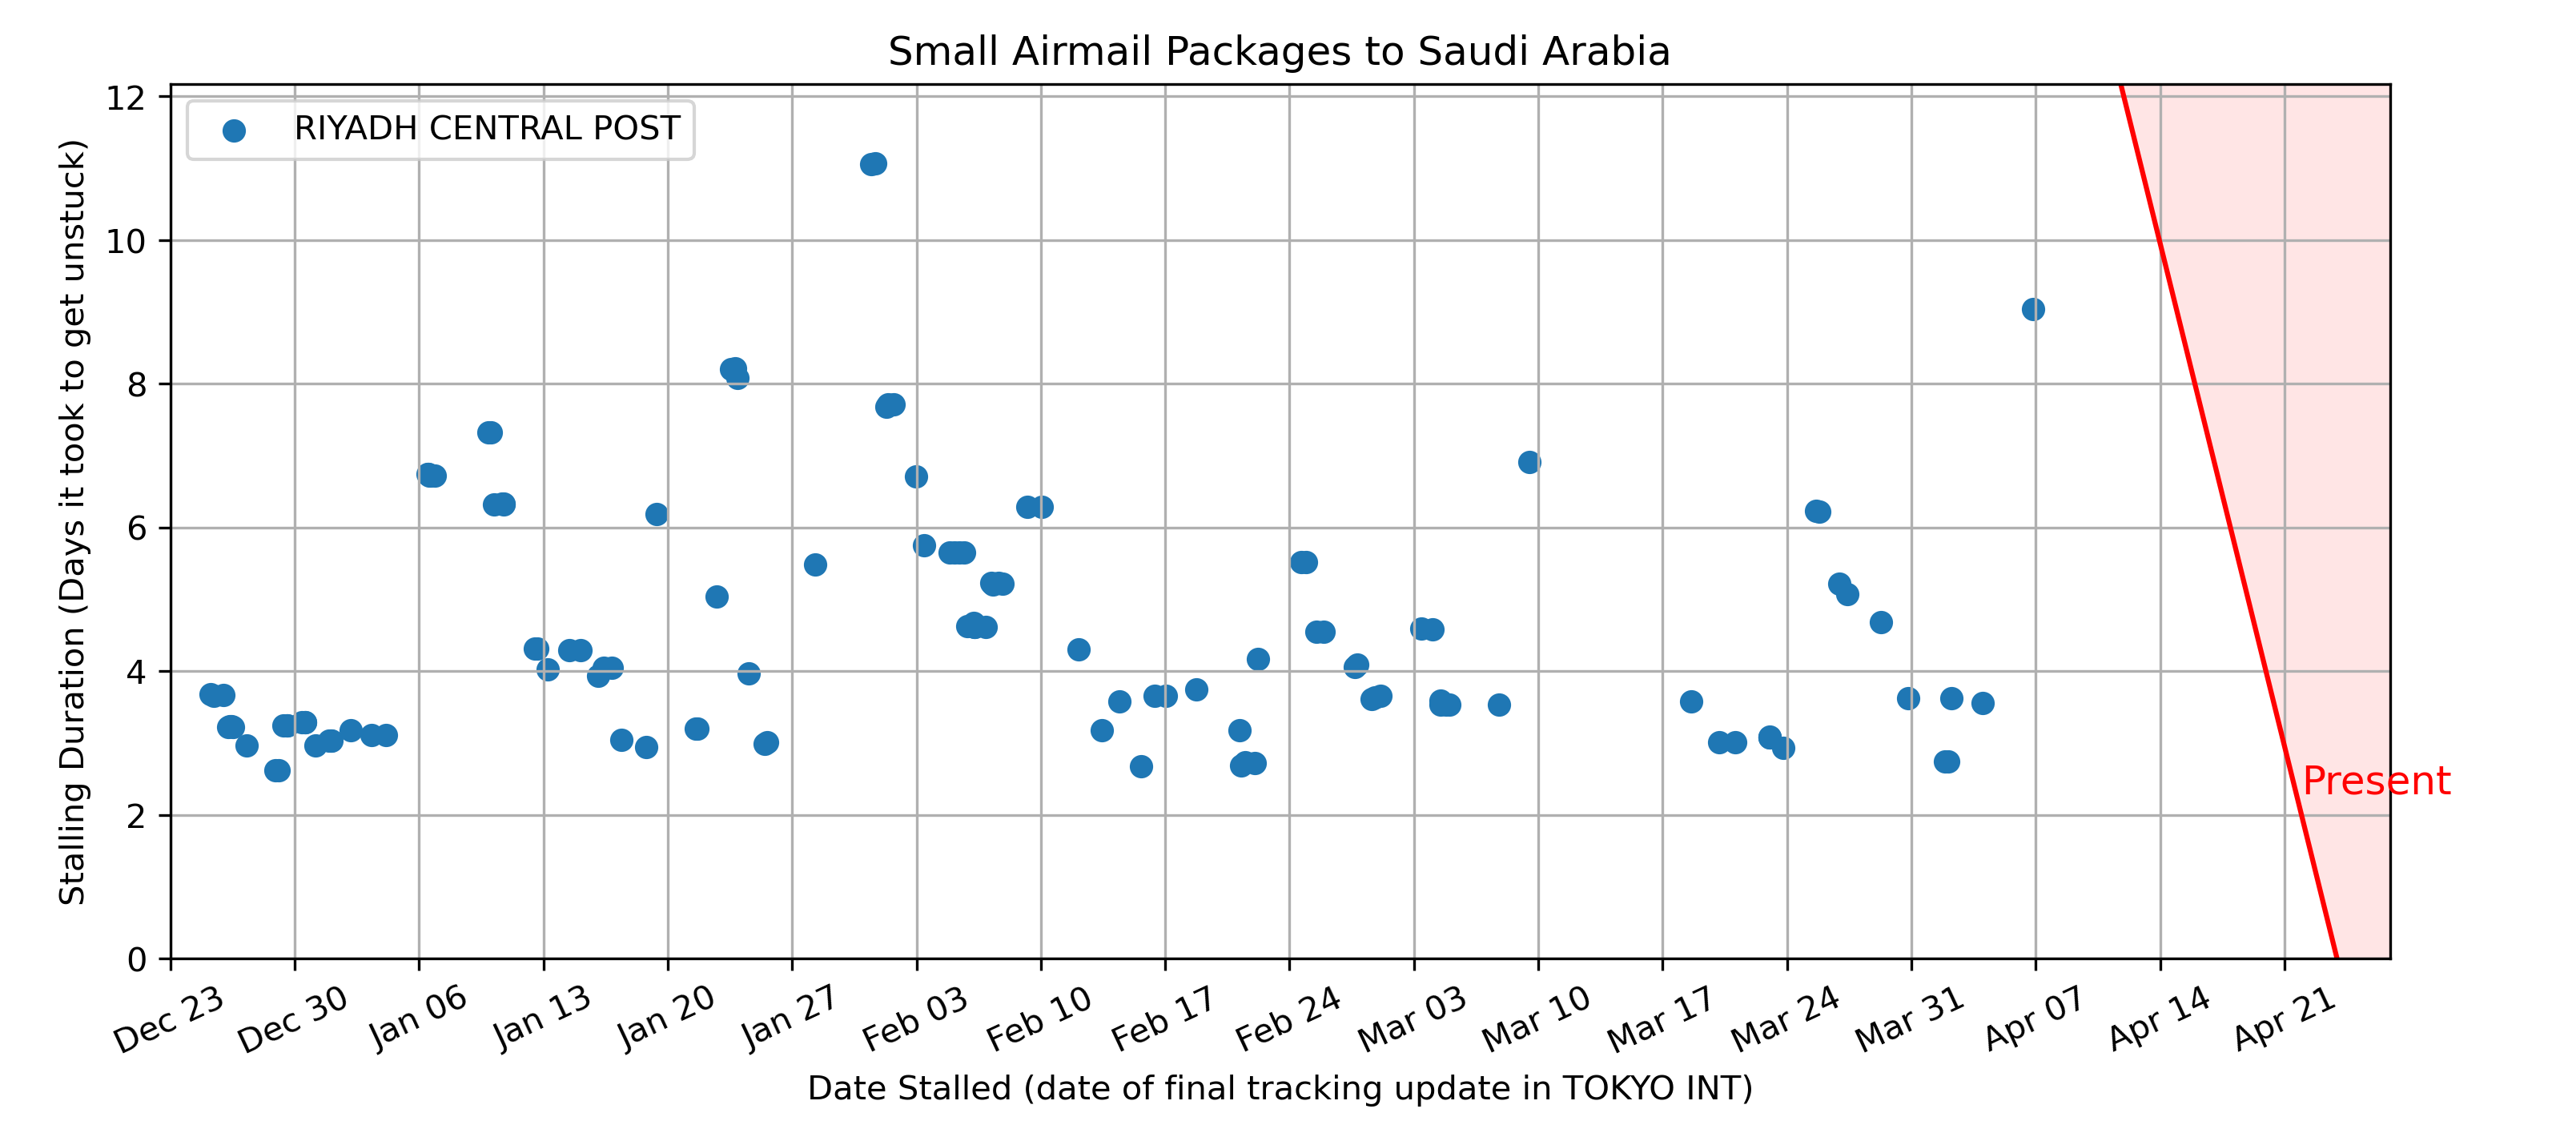 Small Airmail Packages to Saudi Arabia
RIYADH CENTRAL POST
Stalling Duration (Days it took to get unstuck)
12
10
8
6
4
2
0
Present
Dec 23
Dec 30
Jan 06
Jan 13
Jan 20
Jan 27
Feb 03
Feb 10
Feb 17
Feb 24
Mar 03
Mar 10
Mar 17
Mar 24
Mar 31
Apr 07
Apr 14
Apr 21
Date Stalled (date of final tracking update in TOKYO INT)